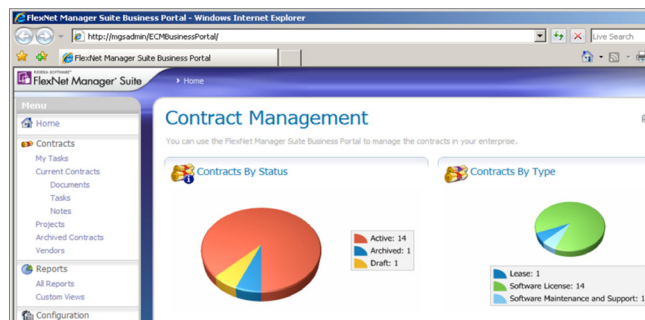 FlexNet Manager Suite Business Portal - Windows Internet Explorer
http://mgsadmin/ECMBusinessPortal/
Live Search
FlexNet Manager Suite Business Portal
FLEXERA SOFTWARE
FlexNet Manager® Suite
Home
Menu
Home
Contracts
My Tasks
Current Contracts
Documents
Tasks
Notes
Projects
Archived Contracts
Vendors
Reports
All Reports
Custom Views
Configuration
Contract Management
You can use the FlexNet Manager Suite Business Portal to manage the contracts in your enterprise.
Contracts By Status
Active: 14
Archived: 1
Draft: 1
Contracts By Type
Lease: 1
Software License: 14
Software Maintenance and Support: 1